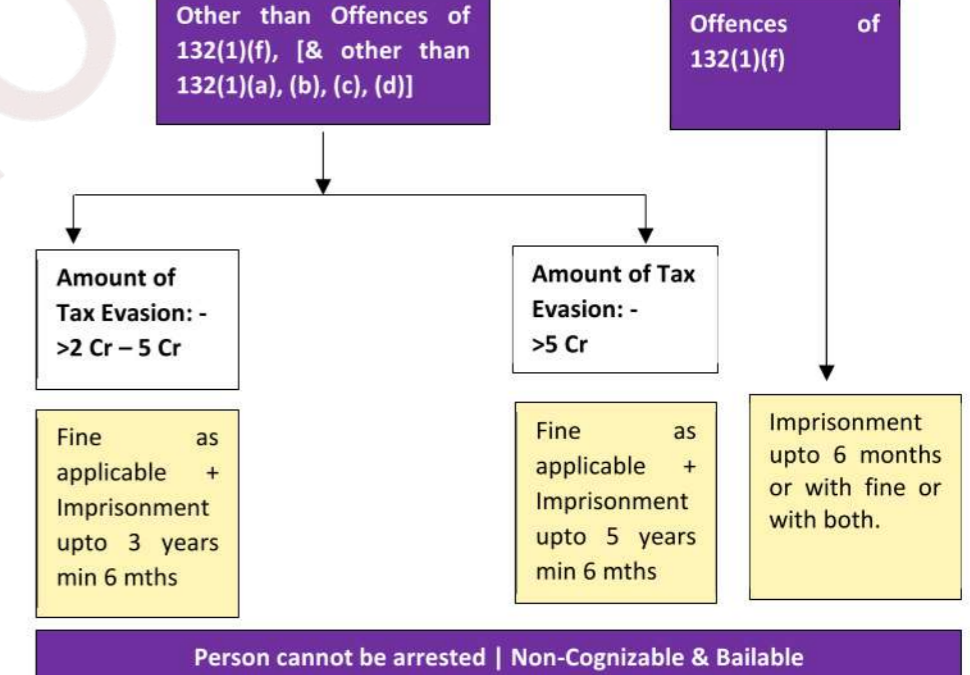 Other than Offences of
132(1)(f), [& other than
132(1)(a), (b), (c), (d)]
Offences of
132(1)(f)
Amount of
Tax Evasion: -
>2 Cr – 5 Cr
Amount of Tax
Evasion: -
>5 Cr
Fine as
applicable +
Imprisonment
upto 3 years
min 6 mths
Fine as
applicable +
Imprisonment
upto 5 years
min 6 mths
Imprisonment
upto 6 months
or with fine or
with both.
Person cannot be arrested | Non-Cognizable & Bailable